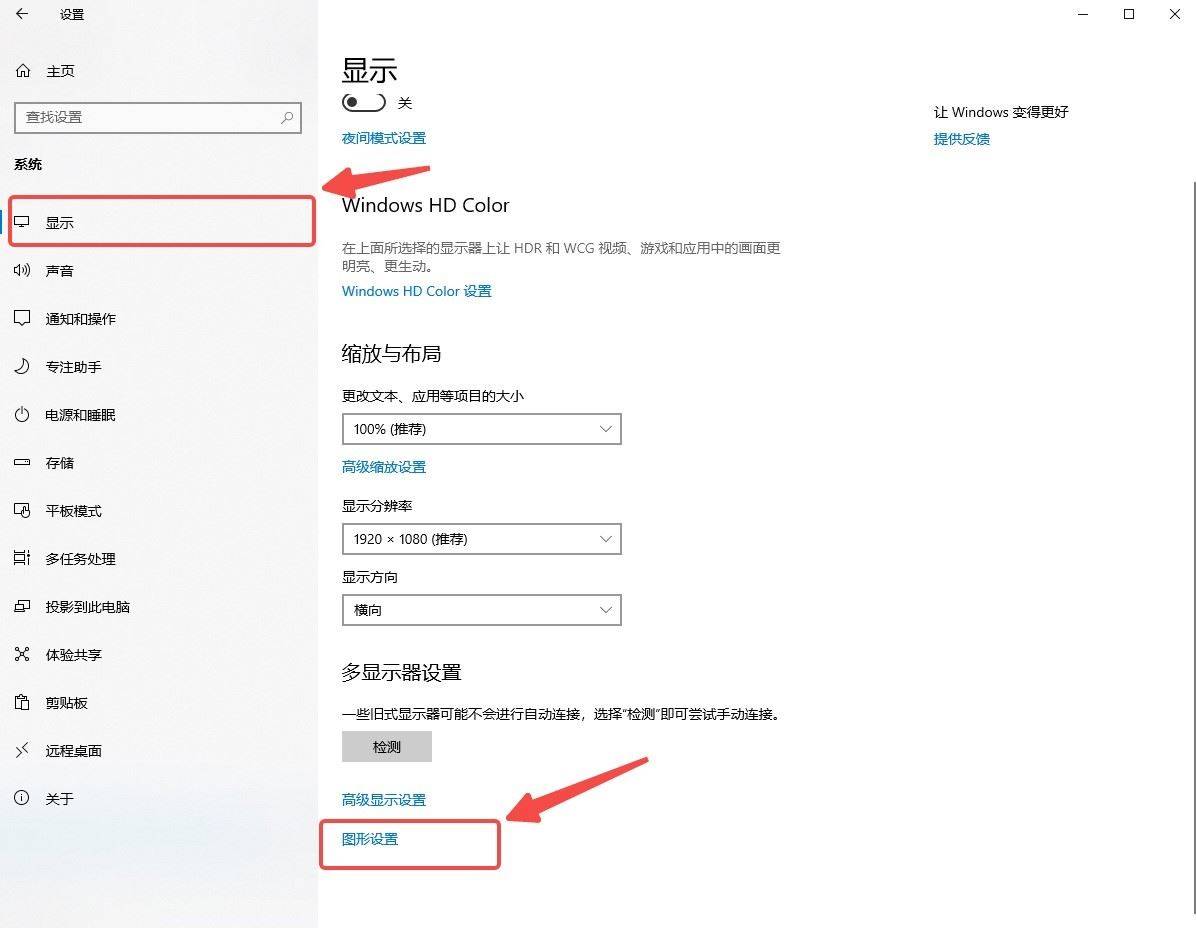 设置
主页
查找设置
系统
显示
声音
通知和操作
专注助手
电源和睡眠
存储
平板模式
多任务处理
投影到此电脑
体验共享
剪贴板
远程桌面
关于
显示
关
夜间模式设置
Windows HD Color
在上面所选择的显示器上让 HDR 和 WCG 视频、游戏和应用中的画面更
明亮、更生动。
Windows HD Color 设置
缩放与布局
更改文本、应用等项目的大小
100% (推荐)
高级缩放设置
显示分辨率
1920 × 1080 (推荐)
显示方向
横向
多显示器设置
一些旧式显示器可能不会进行自动连接，选择“检测”即可尝试手动连接。
检测
高级显示设置
图形设置
让 Windows 变得更好
提供反馈